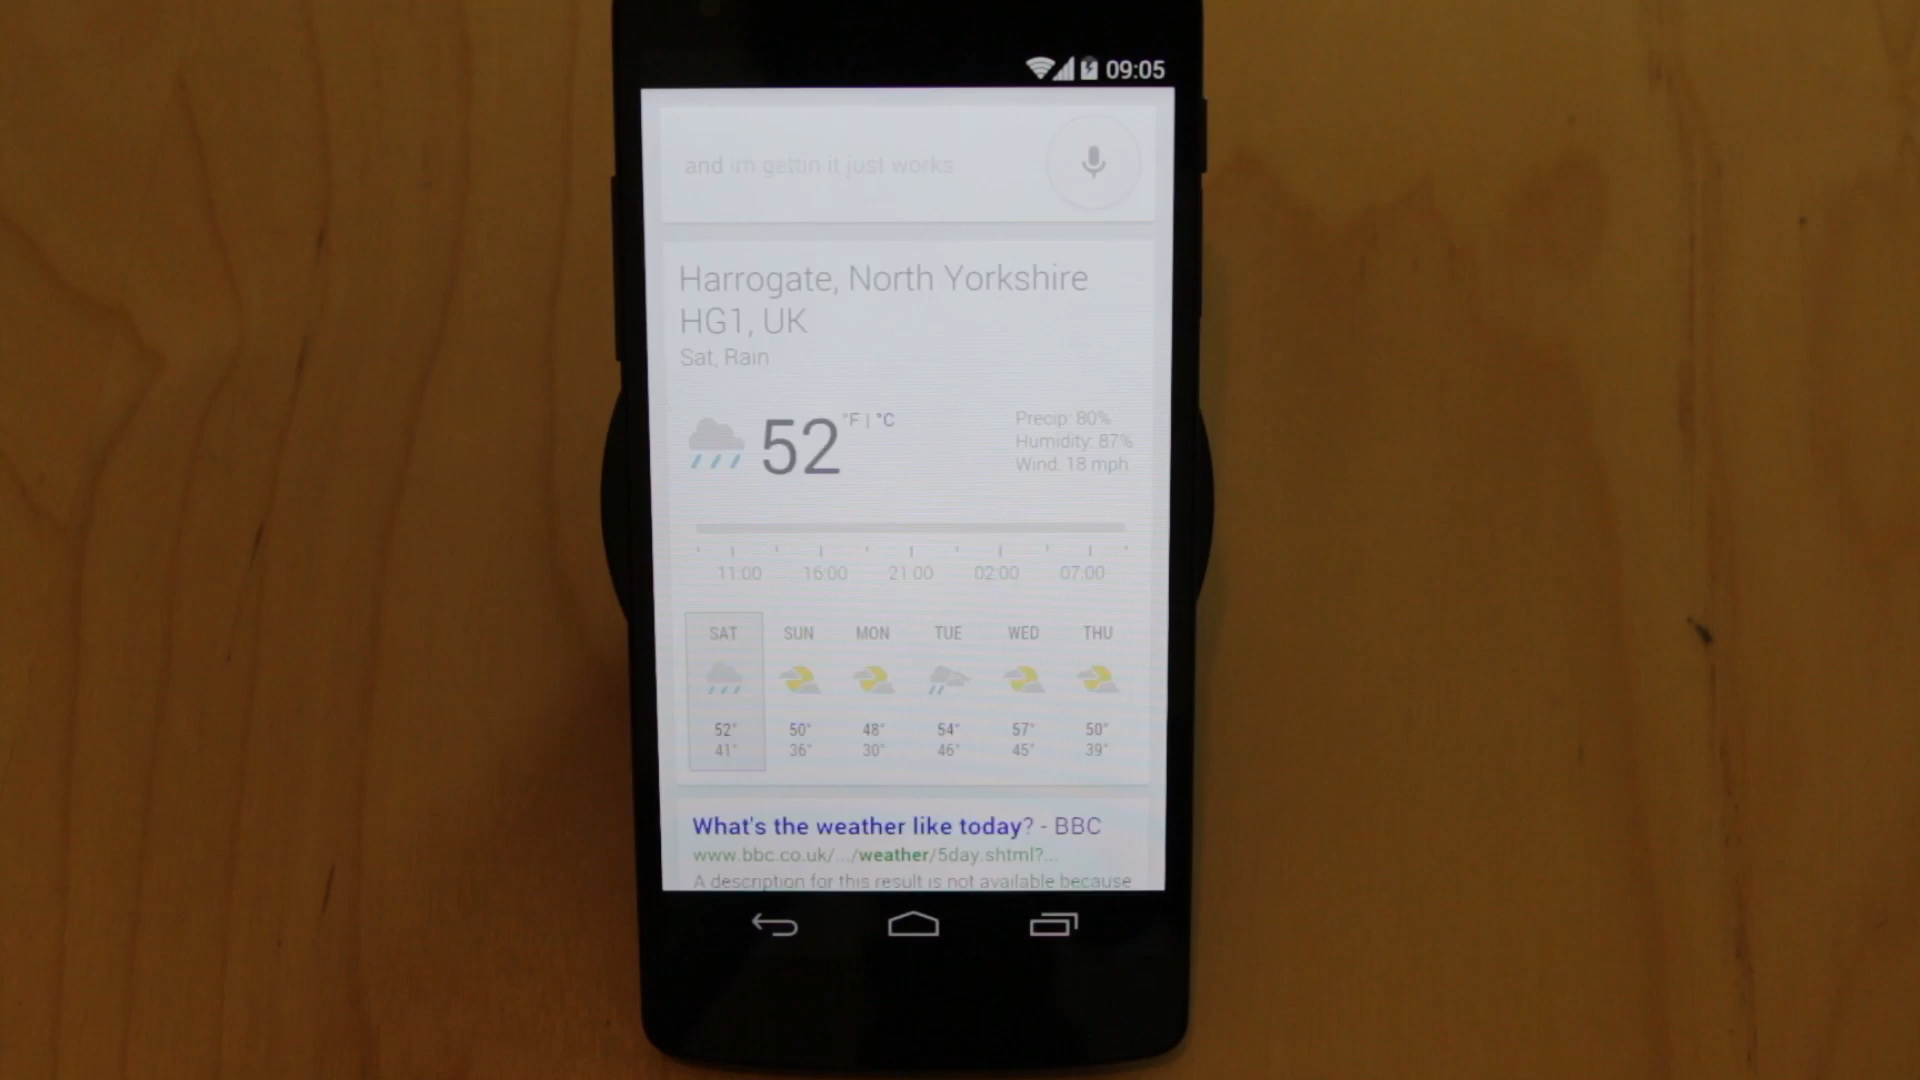 09:05
and im gettin it just works
Harrogate, North Yorkshire
HG1, UK
Sat, Rain
52 °F | °C
Precip: 80%
Humidity: 87%
Wind: 18 mph
11:00 16:00 21:00 02:00 07:00
SAT SUN MON TUE WED THU
52° 50° 48° 54° 57° 50°
41° 36° 30° 46° 45° 39°
What's the weather like today? - BBC
www.bbc.co.uk/.../weather/5day.shtml?...
A description for this result is not available because